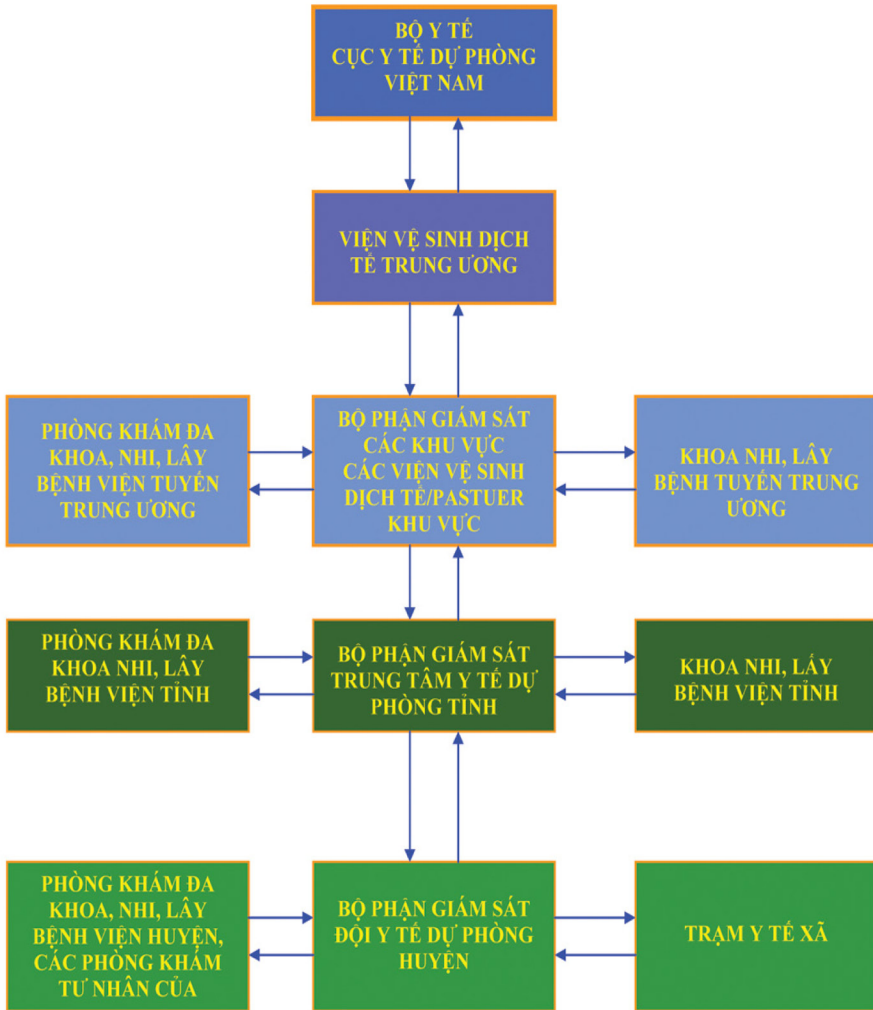 BỘ Y TẾ
CỤC Y TẾ DỰ PHÒNG
VIỆT NAM
VIỆN VỆ SINH DỊCH
TẾ TRUNG ƯƠNG
PHÒNG KHÁM ĐA
KHOA, NHI, LÂY
BỆNH VIỆN TUYẾN
TRUNG ƯƠNG
BỘ PHẬN GIÁM SÁT
CÁC KHU VỰC
CÁC VIỆN VỆ SINH
DỊCH TẾ/PASTUER
KHU VỰC
KHOA NHI, LÂY
BỆNH TUYẾN TRUNG
ƯƠNG
PHÒNG KHÁM ĐA
KHOA NHI, LÂY
BỆNH VIỆN TỈNH
BỘ PHẬN GIÁM SÁT
TRUNG TÂM Y TẾ DỰ
PHÒNG TỈNH
KHOA NHI, LẤY
BỆNH VIỆN TỈNH
PHÒNG KHÁM ĐA
KHOA, NHI, LÂY
BỆNH VIỆN HUYỆN,
CÁC PHÒNG KHÁM
TƯ NHÂN CỦA
BỘ PHẬN GIÁM SÁT
ĐỘI Y TẾ DỰ PHÒNG
HUYỆN
TRẠM Y TẾ XÃ